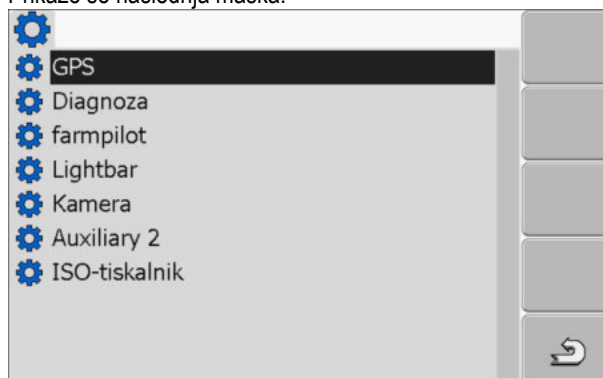 Prikaže se naslednja maska:
GPS
Diagnoza
farmpilot
Lightbar
Kamera
Auxiliary 2
ISO-tiskalnik